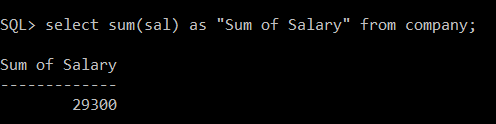 SQL> select sum(sal) as "Sum of Salary" from company;
Sum of Salary
-------------
29300